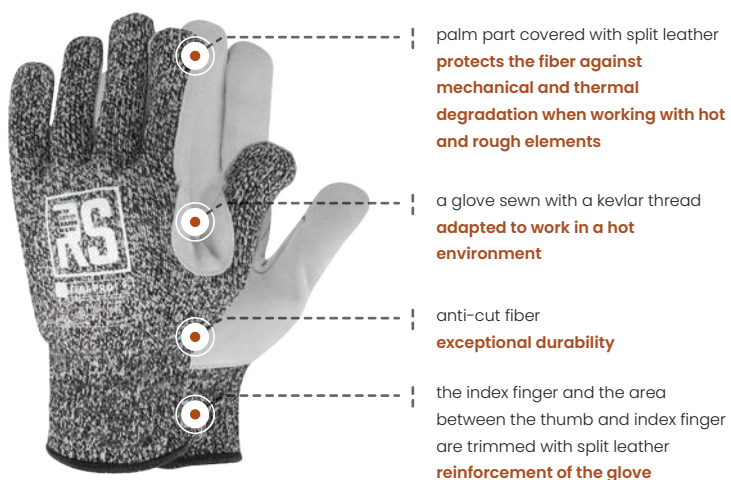 palm part covered with split leather
protects the fiber against
mechanical and thermal
degradation when working with hot
and rough elements
a glove sewn with a kevlar thread
adapted to work in a hot
environment
anti-cut fiber
exceptional durability
the index finger and the area
between the thumb and index finger
are trimmed with split leather
reinforcement of the glove
RS